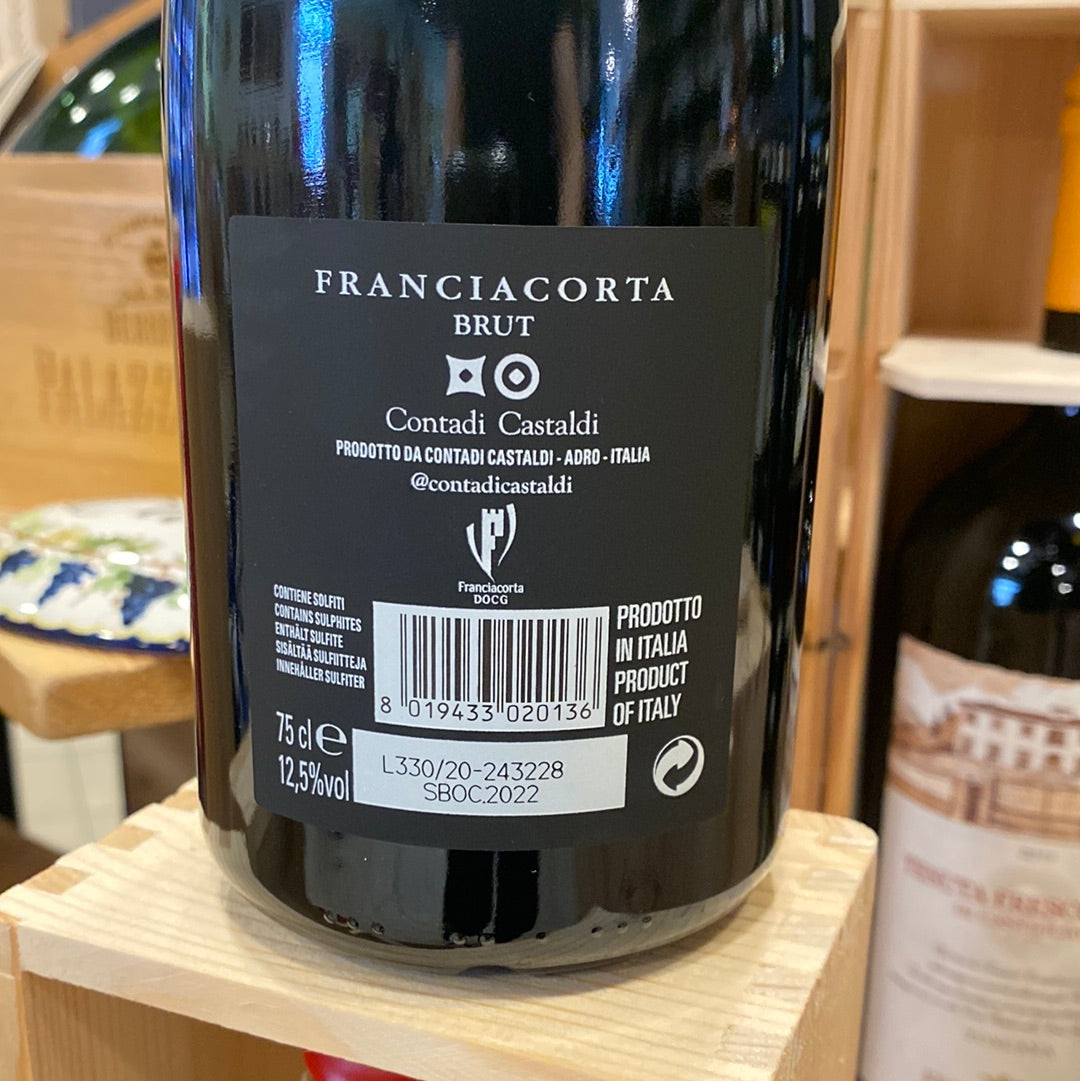 FRANCIACORTA
BRUT
Contadi Castaldi
PRODOTTO DA CONTADI CASTALDI - ADRO - ITALIA
@contadicastaldi
Franciacorta
DOCG
CONTIENE SOLFITI
CONTAINS SULPHITES
ENTHÄLT SULFITE
SISÄLTÄÄ SULFIITTEJA
INNEHÅLLER SULFITER
8 019433 020136
PRODOTTO
IN ITALIA
PRODUCT
OF ITALY
75 cl e
12,5%vol
L330/20-243228
SBOC.2022